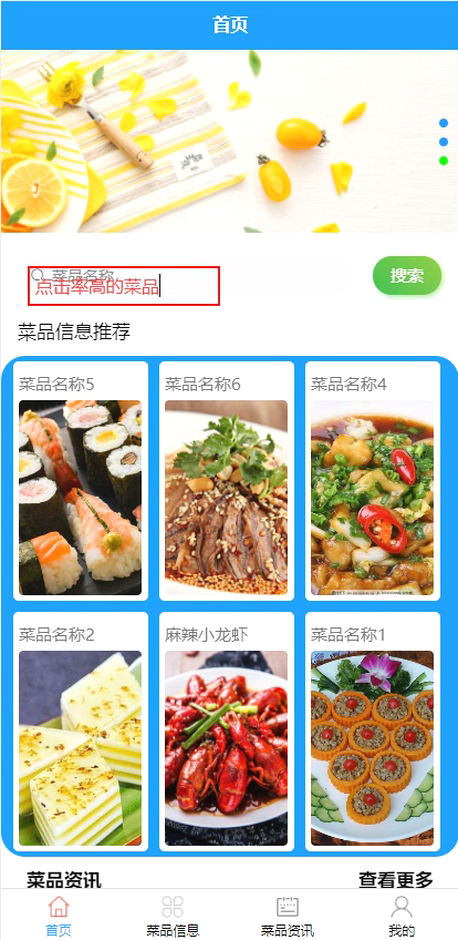 首页
菜品名称
点击率高的菜品
搜索
菜品信息推荐
菜品名称5 菜品名称6 菜品名称4
菜品名称2 麻辣小龙虾 菜品名称1
菜品资讯 查看更多
首页 菜品信息 菜品资讯 我的